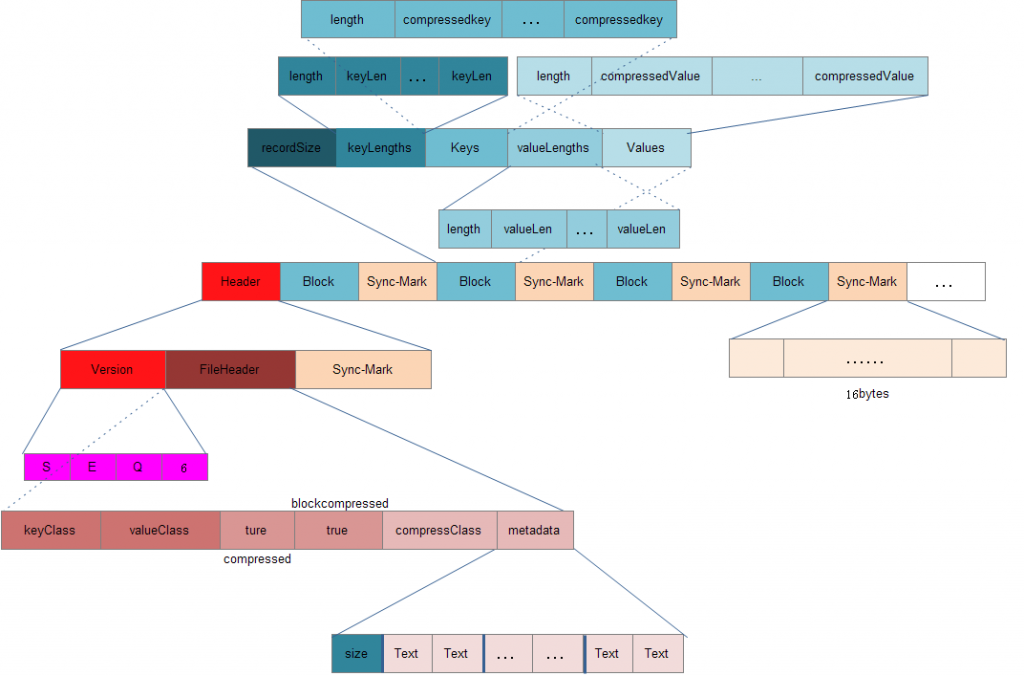 length compressedkey ... compressedkey
length keyLen ... keyLen length compressedValue ... compressedValue
recordSize keyLengths Keys valueLengths Values
length valueLen ... valueLen
Header Block Sync-Mark Block Sync-Mark Block Sync-Mark Block Sync-Mark ...
Version FileHeader Sync-Mark ......
16bytes
S E Q 6
blockcompressed
keyClass valueClass ture true compressClass metadata
compressed
size Text Text ... ... Text Text